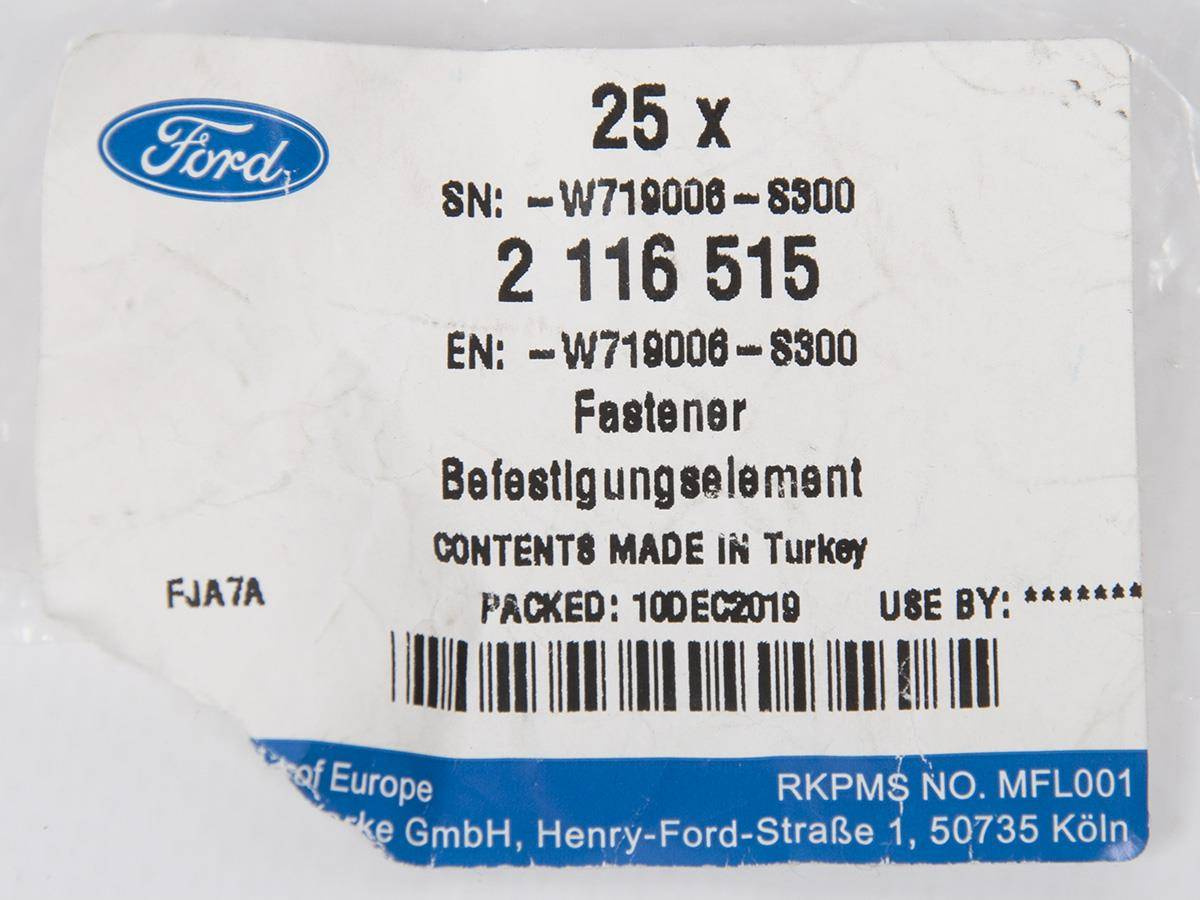 Ford
25 x
SN: -W719006-S300
2 116 515
EN: -W719006-S300
Fastener
Befestigungselement
CONTENTS MADE IN Turkey
FJA7A PACKED: 10DEC2019 USE BY: *******
of Europe RKPMS NO. MFL001
GmbH, Henry-Ford-Straße 1, 50735 Köln